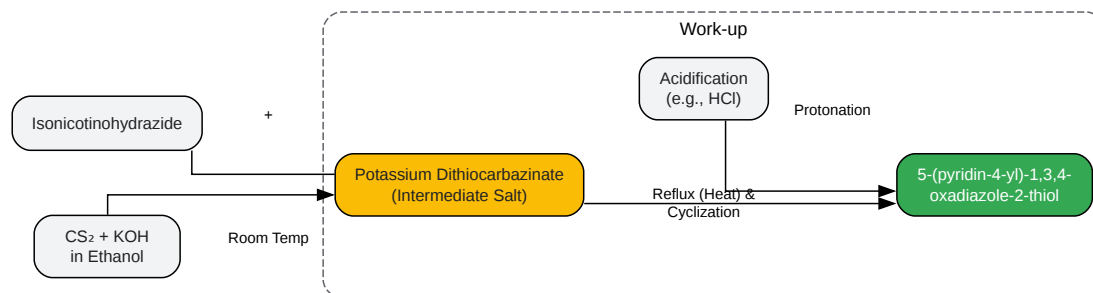 Work-up
Acidification
(e.g., HCl)
Protonation
Isonicotinohydrazide
+
Potassium Dithiocarbazinate
(Intermediate Salt)
5-(pyridin-4-yl)-1,3,4-
oxadiazole-2-thiol
Reflux (Heat) &
Cyclization
CS₂ + KOH
in Ethanol
Room Temp